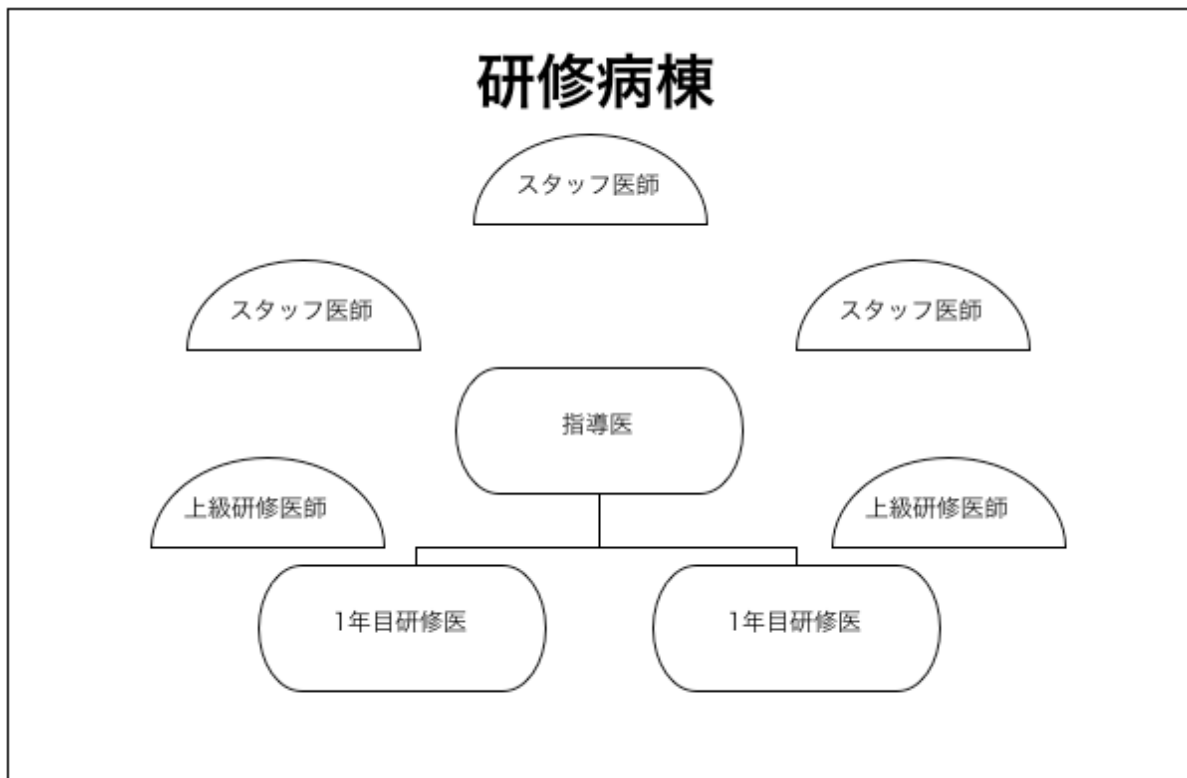 研修病棟
スタッフ医師
スタッフ医師
スタッフ医師
指導医
上級研修医師
上級研修医師
1年目研修医
1年目研修医